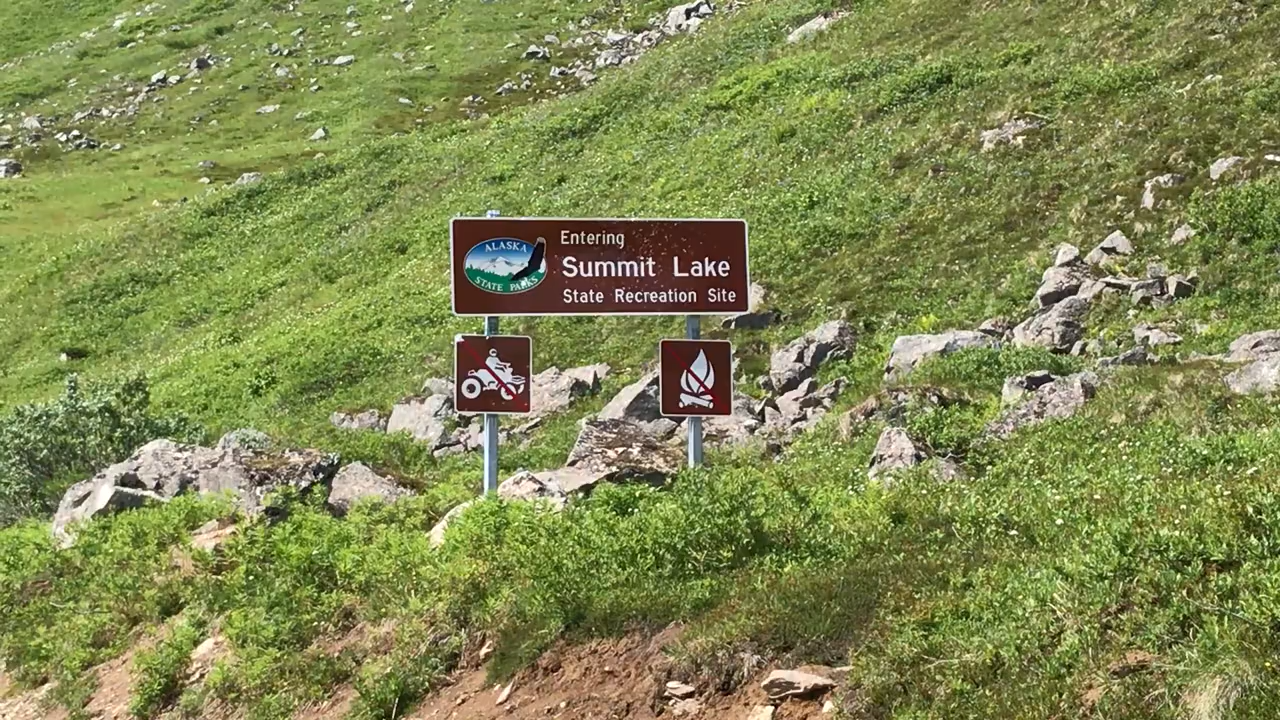 ALASKA
STATE PARKS
Entering
Summit Lake
State Recreation Site